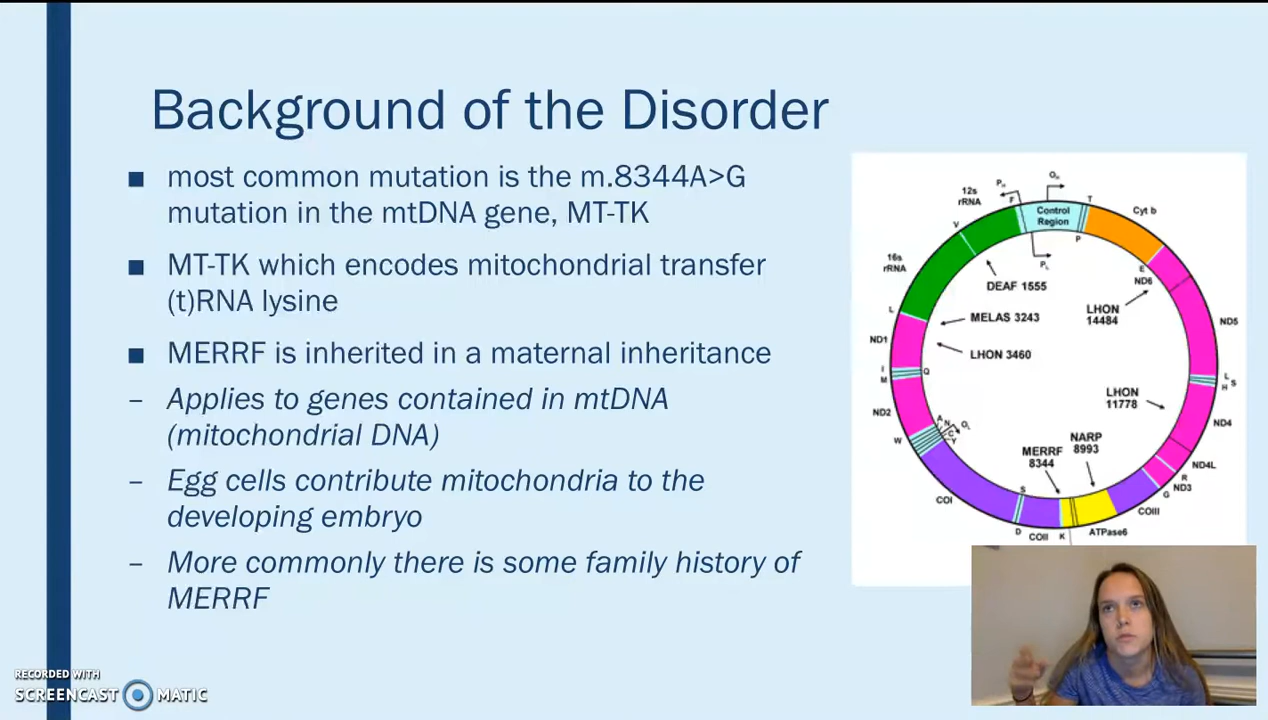 Background of the Disorder
■ most common mutation is the m.8344A>G
mutation in the mtDNA gene, MT-TK
■ MT-TK which encodes mitochondrial transfer
(t)RNA lysine
■ MERRF is inherited in a maternal inheritance
– Applies to genes contained in mtDNA
(mitochondrial DNA)
– Egg cells contribute mitochondria to the
developing embryo
– More commonly there is some family history of
MERRF
O_H
P_H
12s
rRNA
F
Control
Region
T
Cyt b
V
P
P_L
16s
rRNA
E
ND6
DEAF 1555
LHON
14484
L
MELAS 3243
ND5
ND1
LHON 3460
I
M
Q
L
H S
LHON
11778
ND2
A
N
C
Y
O_L
ND4
W
MERRF
8344
NARP
8993
ND4L
R
ND3
G
COI
S
COIII
D
COII
K
ATPase6
RECORDED WITH
SCREENCAST MATIC